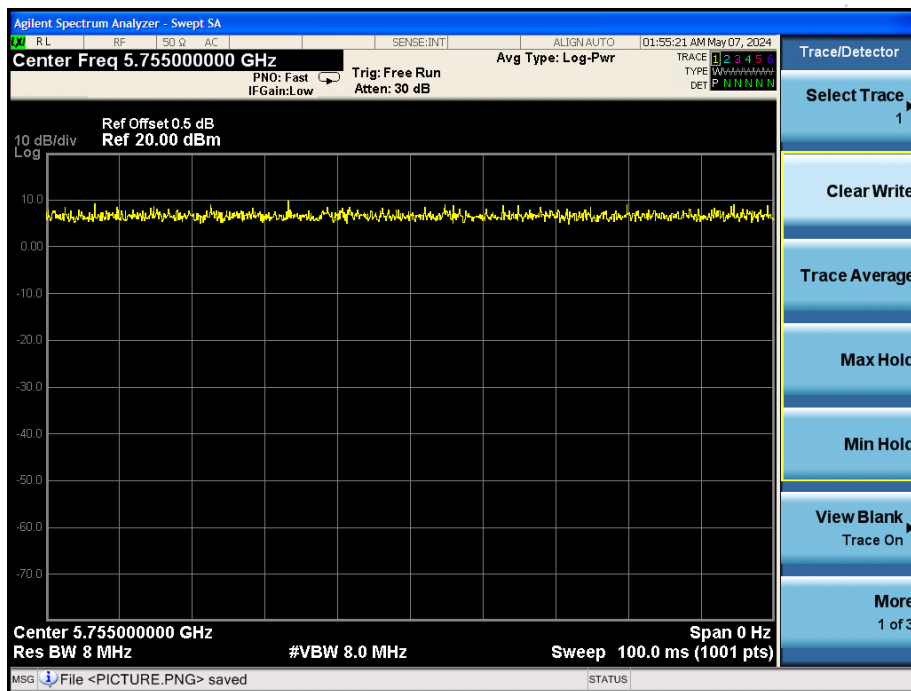 Agilent Spectrum Analyzer - Swept SA
LXI RL RF 50 Ω AC SENSE:INT ALIGN AUTO 01:55:21 AM May 07, 2024
Center Freq 5.755000000 GHz
PNO: Fast
IFGain:Low
Trig: Free Run
Atten: 30 dB
Avg Type: Log-Pwr
TRACE 1 2 3 4 5 6
TYPE
DET P N N N N N
Ref Offset 0.5 dB
10 dB/div Ref 20.00 dBm
Log
10.0
0.00
-10.0
-20.0
-30.0
-40.0
-50.0
-60.0
-70.0
Center 5.755000000 GHz Span 0 Hz
Res BW 8 MHz #VBW 8.0 MHz Sweep 100.0 ms (1001 pts)
MSG File <PICTURE.PNG> saved STATUS
Trace/Detector
Select Trace
1
Clear Write
Trace Average
Max Hold
Min Hold
View Blank
Trace On
More
1 of 3